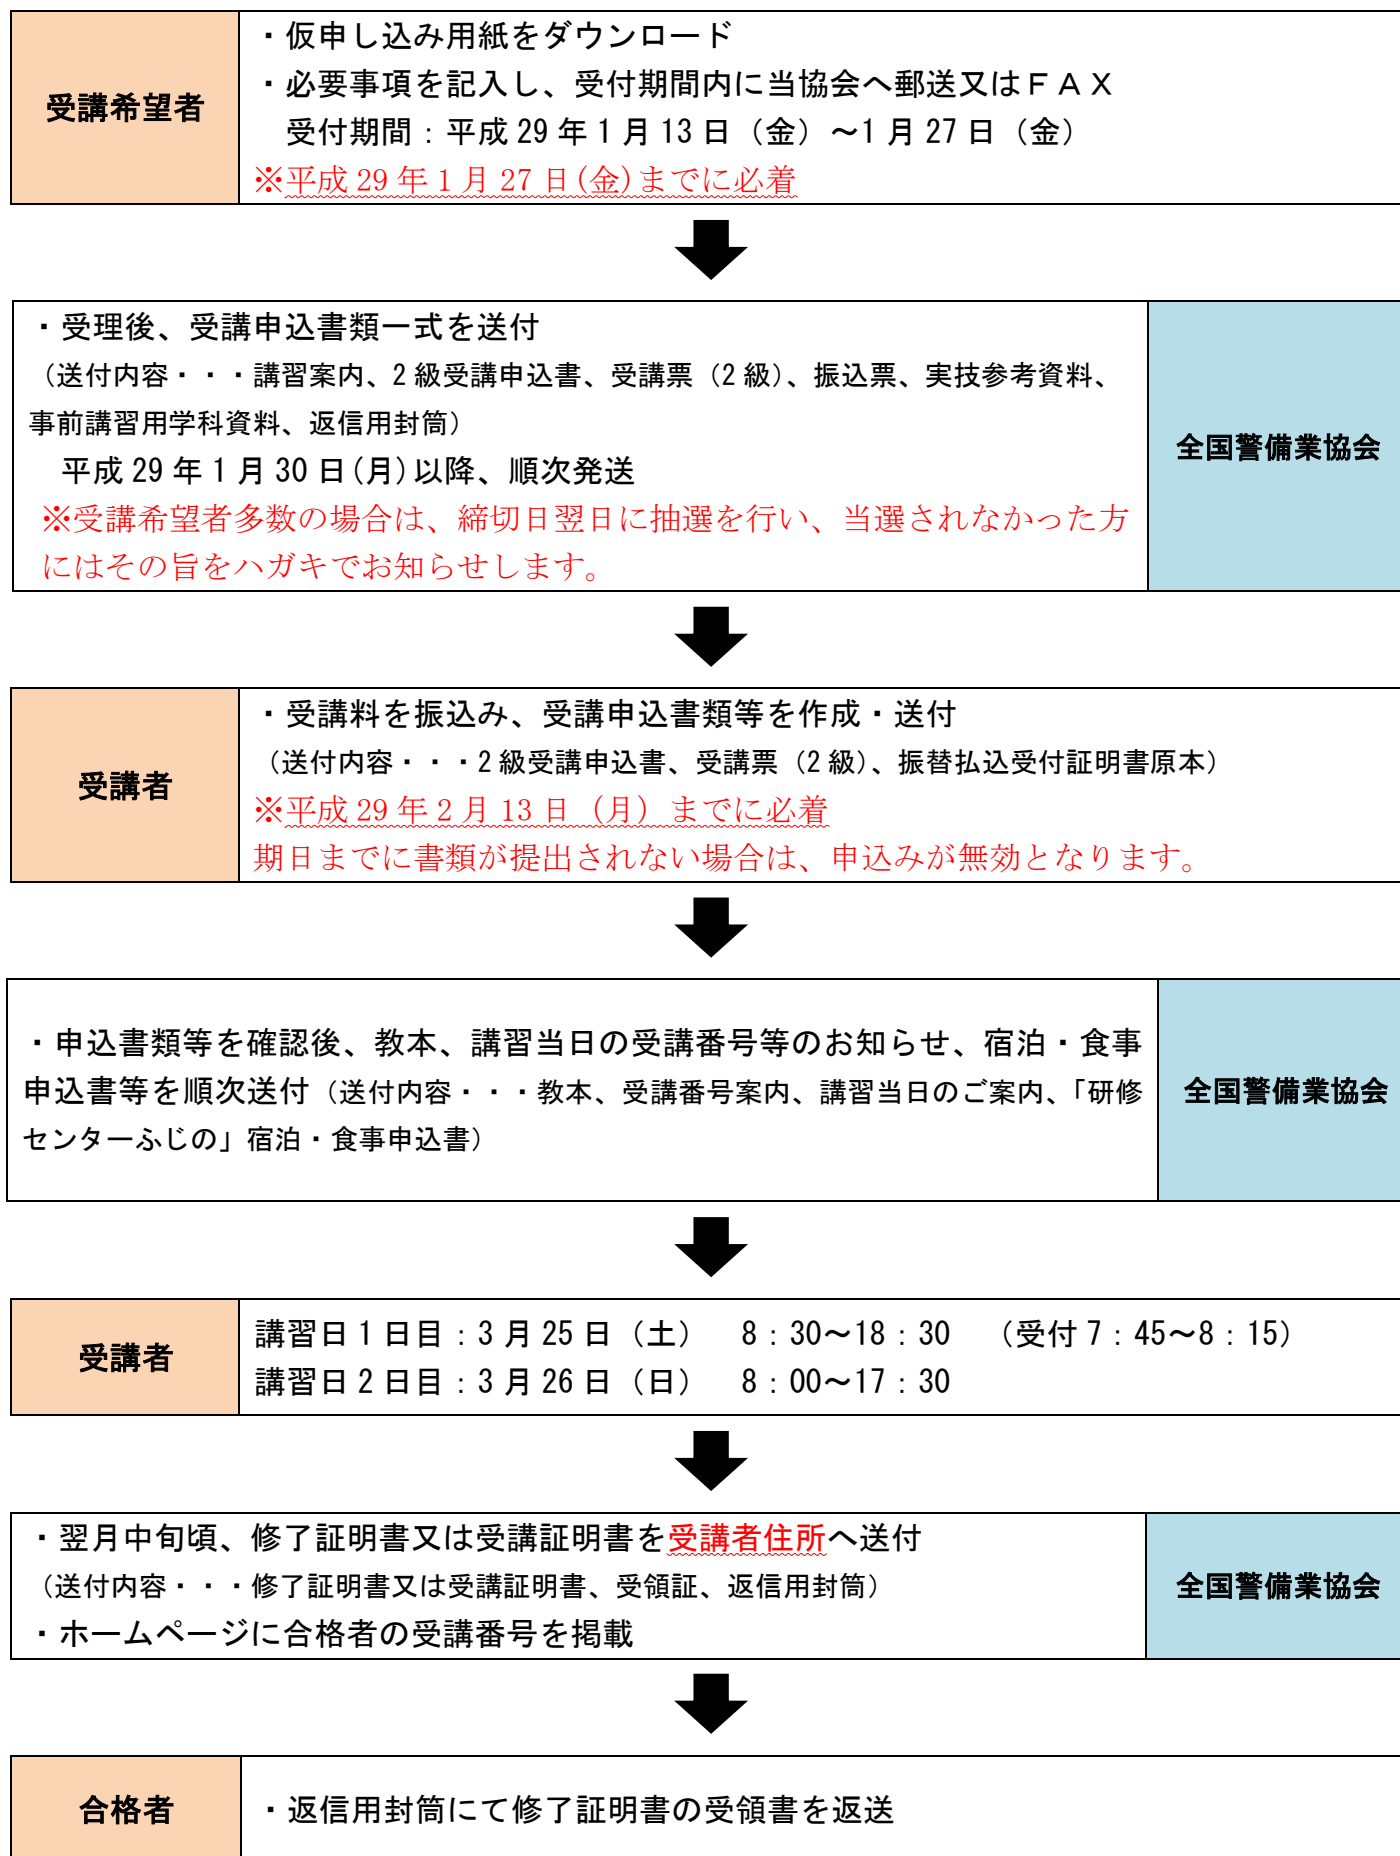 受講希望者
・仮申し込み用紙をダウンロード
・必要事項を記入し、受付期間内に当協会へ郵送又はＦＡＸ
受付期間：平成 29 年 1 月 13 日（金）～1 月 27 日（金）
※平成 29 年 1 月 27 日(金)までに必着
・受理後、受講申込書類一式を送付
（送付内容・・・講習案内、2 級受講申込書、受講票（2 級）、振込票、実技参考資料、
事前講習用学科資料、返信用封筒）
平成 29 年 1 月 30 日(月)以降、順次発送
※受講希望者多数の場合は、締切日翌日に抽選を行い、当選されなかった方
にはその旨をハガキでお知らせします。
全国警備業協会
受講者
・受講料を振込み、受講申込書類等を作成・送付
（送付内容・・・2 級受講申込書、受講票（2 級）、振替払込受付証明書原本）
※平成 29 年 2 月 13 日（月）までに必着
期日までに書類が提出されない場合は、申込みが無効となります。
・申込書類等を確認後、教本、講習当日の受講番号等のお知らせ、宿泊・食事
申込書等を順次送付（送付内容・・・教本、受講番号案内、講習当日のご案内、「研修
センターふじの」宿泊・食事申込書）
全国警備業協会
受講者
講習日 1 日目：3 月 25 日（土）　8：30～18：30　（受付 7：45～8：15）
講習日 2 日目：3 月 26 日（日）　8：00～17：30
・翌月中旬頃、修了証明書又は受講証明書を受講者住所へ送付
（送付内容・・・修了証明書又は受講証明書、受領証、返信用封筒）
・ホームページに合格者の受講番号を掲載
全国警備業協会
合格者
・返信用封筒にて修了証明書の受領書を返送